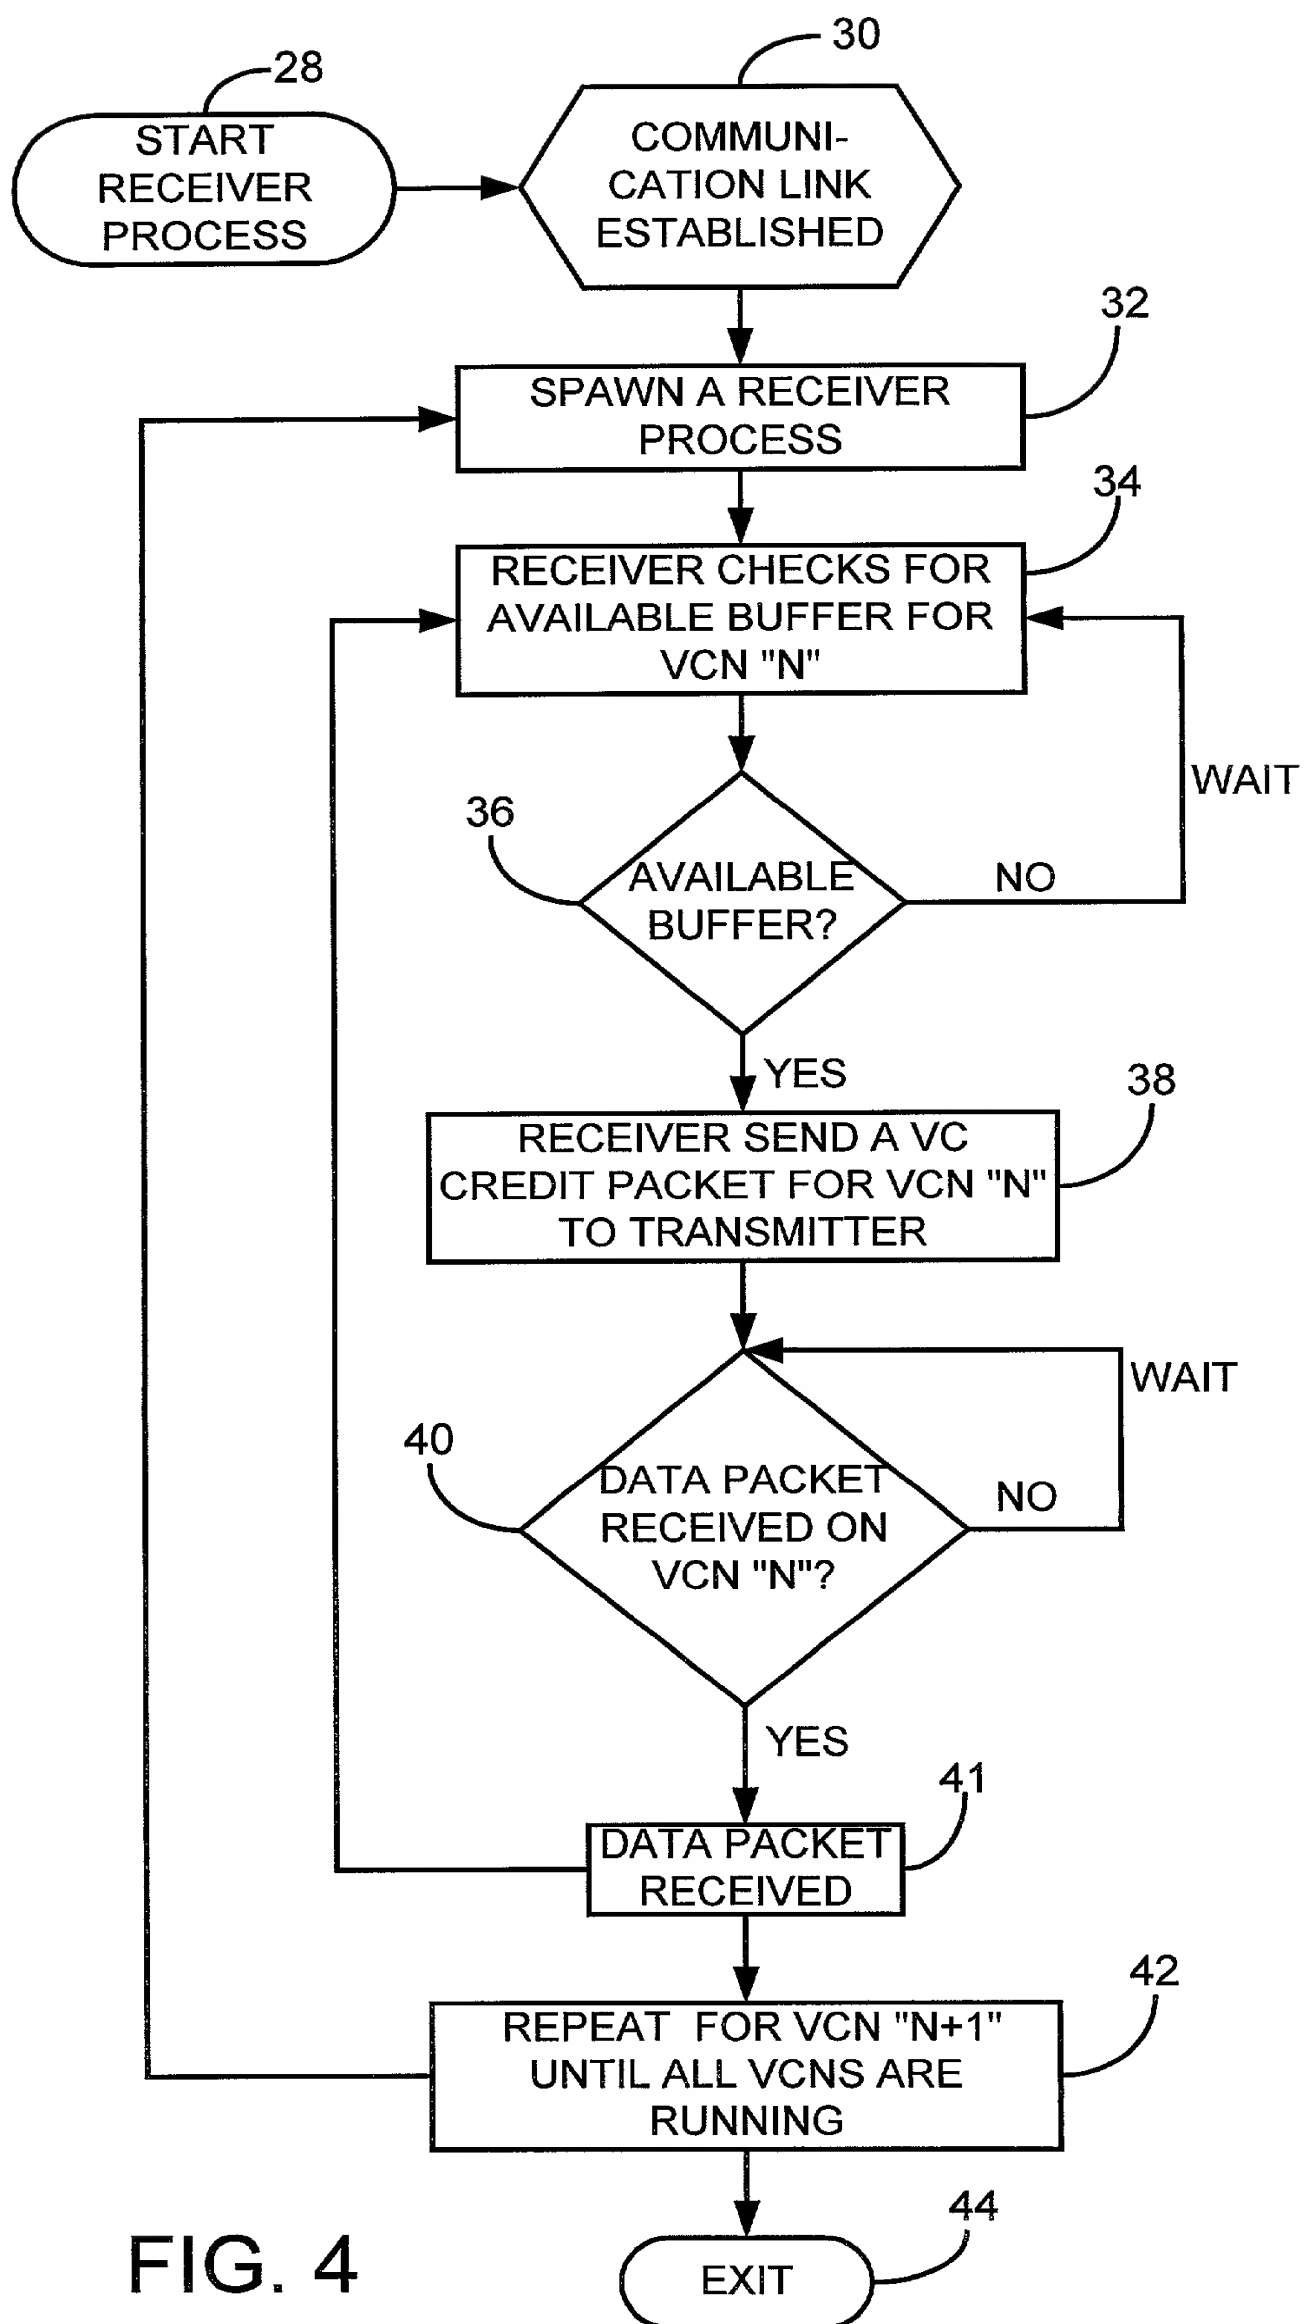 30
28
START
RECEIVER
PROCESS
COMMUNI-
CATION LINK
ESTABLISHED
32
SPAWN A RECEIVER
PROCESS
34
RECEIVER CHECKS FOR
AVAILABLE BUFFER FOR
VCN "N"
WAIT
36
AVAILABLE
BUFFER?
NO
YES
38
RECEIVER SEND A VC
CREDIT PACKET FOR VCN "N"
TO TRANSMITTER
WAIT
40
DATA PACKET
RECEIVED ON
VCN "N"?
NO
YES
41
DATA PACKET
RECEIVED
42
REPEAT FOR VCN "N+1"
UNTIL ALL VCNS ARE
RUNNING
44
EXIT
FIG. 4